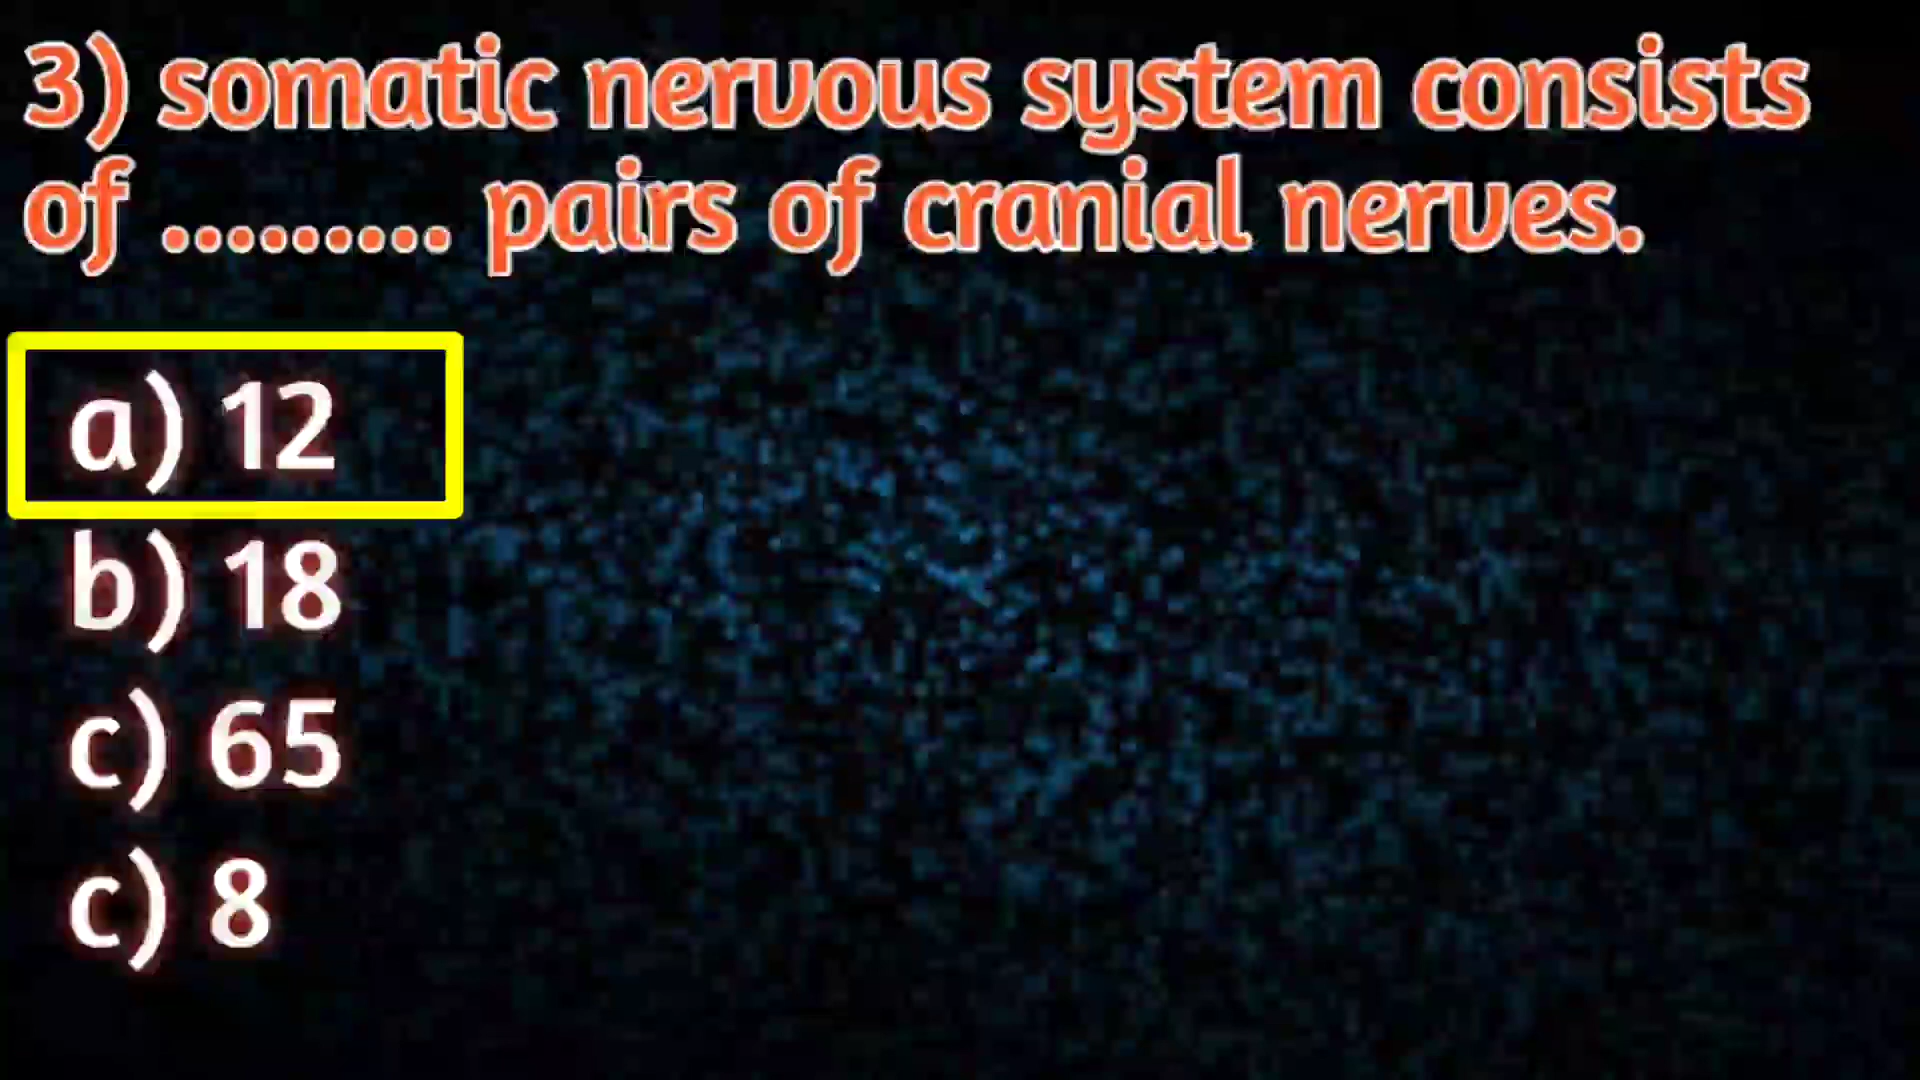 3) somatic nervous system consists
of ......... pairs of cranial nerves.
a) 12
b) 18
c) 65
c) 8